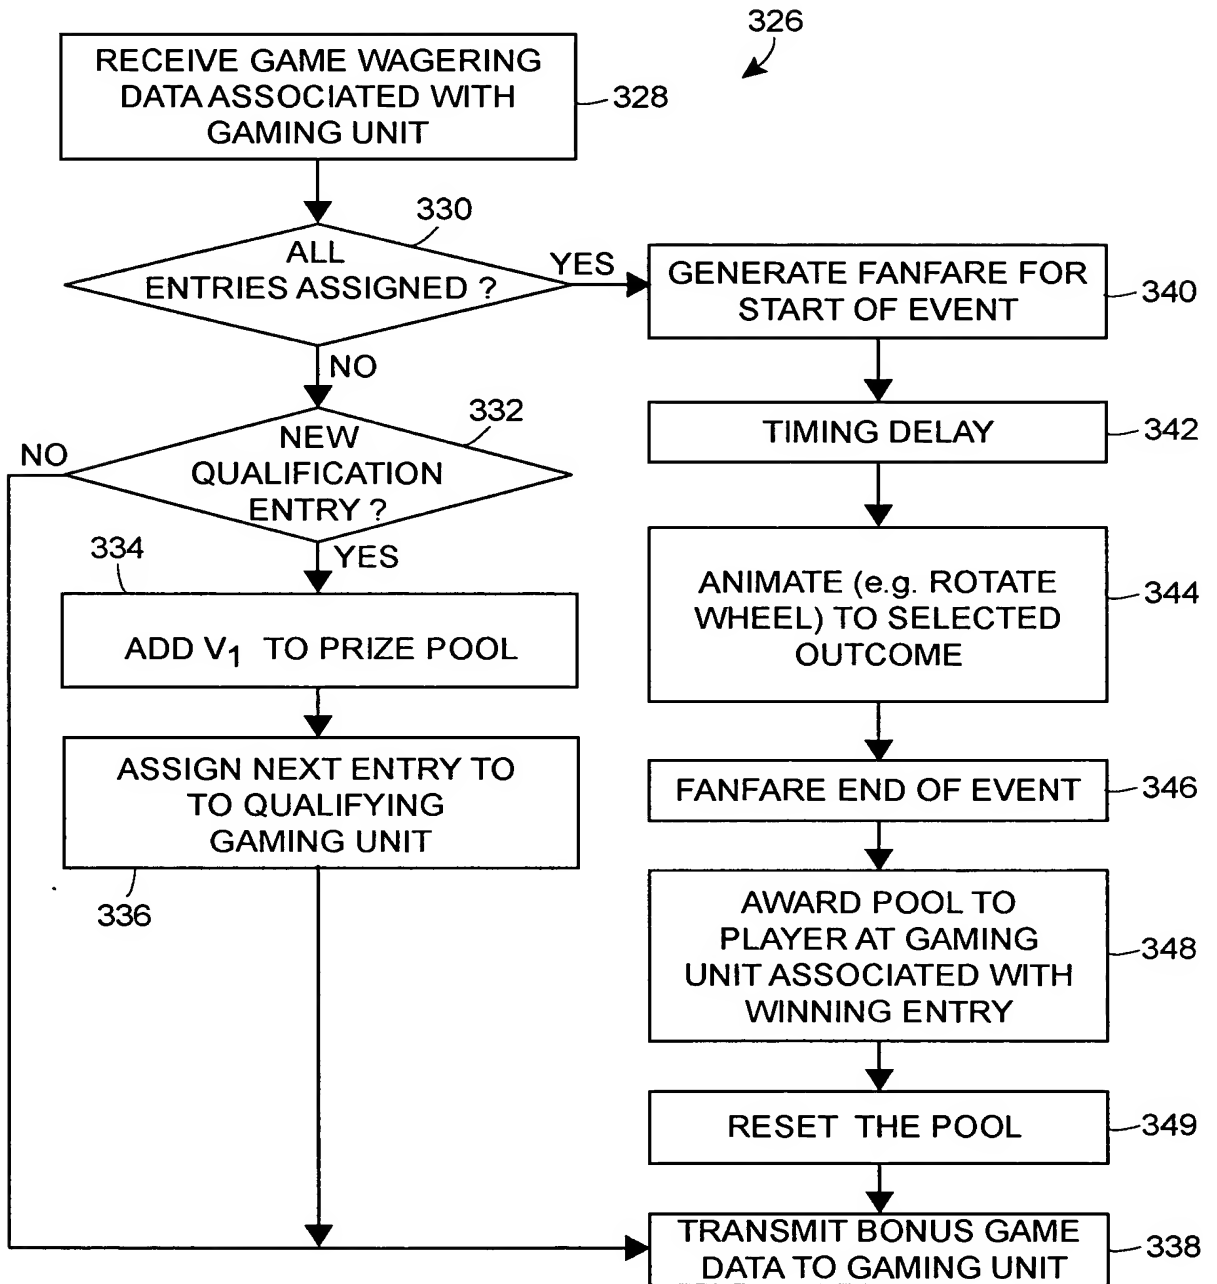 326
RECEIVE GAME WAGERING
DATA ASSOCIATED WITH
GAMING UNIT
328
330
ALL
ENTRIES ASSIGNED ?
YES
NO
332
NEW
QUALIFICATION
ENTRY ?
NO
YES
334
ADD V1 TO PRIZE POOL
ASSIGN NEXT ENTRY TO
TO QUALIFYING
GAMING UNIT
336
GENERATE FANFARE FOR
START OF EVENT
340
TIMING DELAY
342
ANIMATE (e.g. ROTATE
WHEEL) TO SELECTED
OUTCOME
344
FANFARE END OF EVENT
346
AWARD POOL TO
PLAYER AT GAMING
UNIT ASSOCIATED WITH
WINNING ENTRY
348
RESET THE POOL
349
TRANSMIT BONUS GAME
DATA TO GAMING UNIT
338